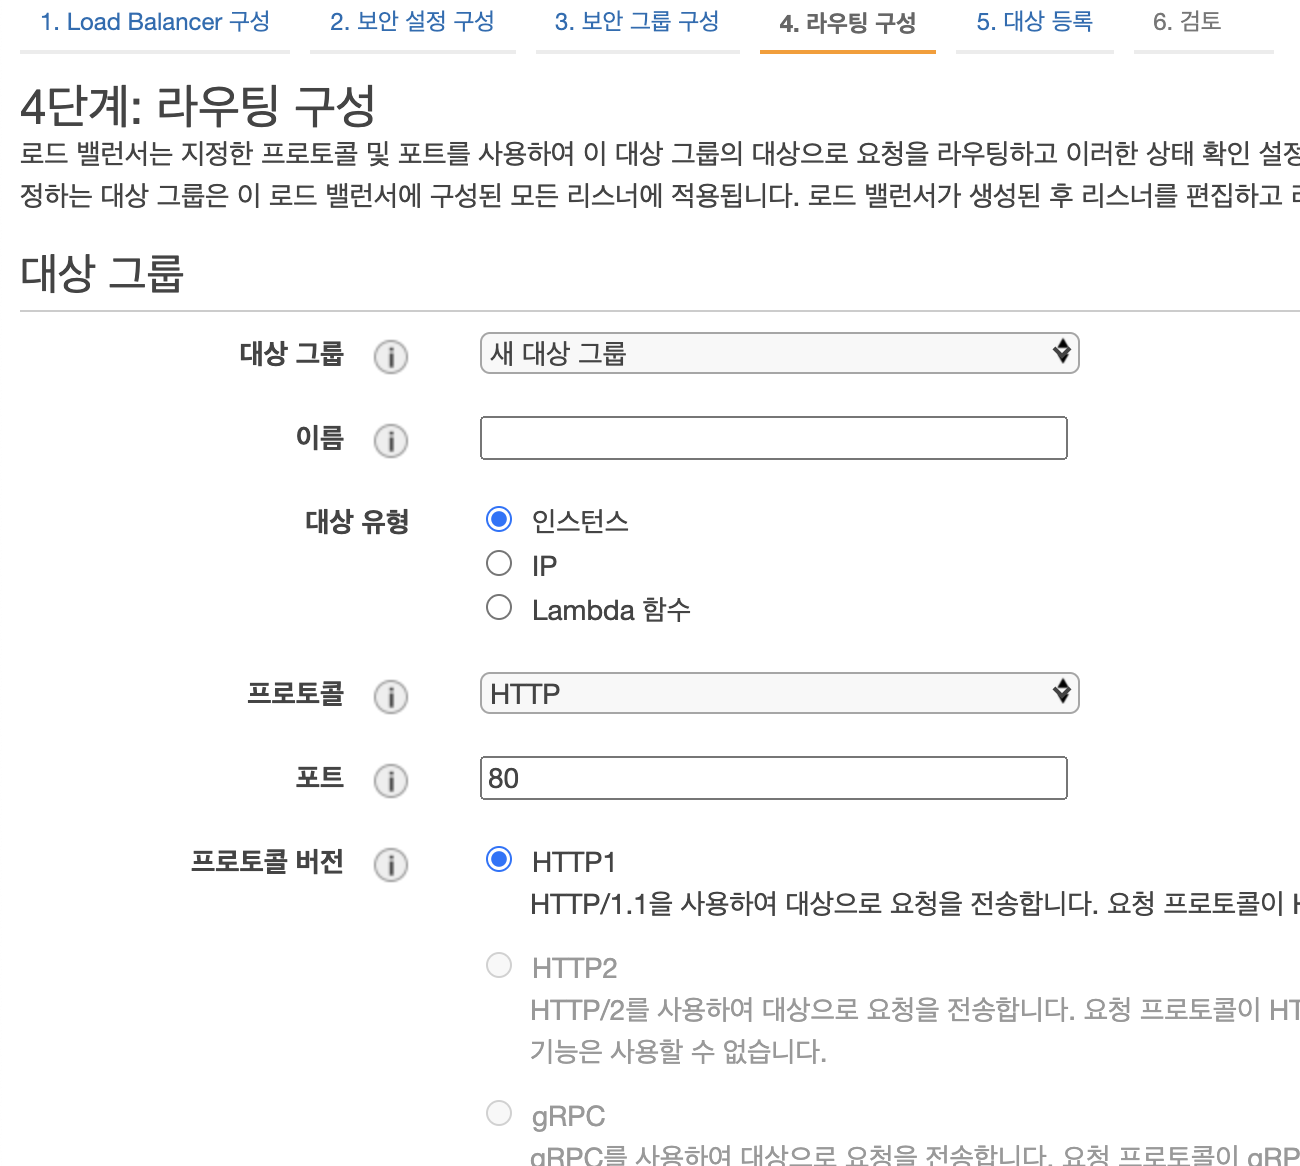 1. Load Balancer 구성 2. 보안 설정 구성 3. 보안 그룹 구성 4. 라우팅 구성 5. 대상 등록 6. 검토
4단계: 라우팅 구성
로드 밸런서는 지정한 프로토콜 및 포트를 사용하여 이 대상 그룹의 대상으로 요청을 라우팅하고 이러한 상태 확인 설정
정하는 대상 그룹은 이 로드 밸런서에 구성된 모든 리스너에 적용됩니다. 로드 밸런서가 생성된 후 리스너를 편집하고
대상 그룹
대상 그룹 새 대상 그룹
이름
대상 유형 인스턴스
IP
Lambda 함수
프로토콜 HTTP
포트 80
프로토콜 버전 HTTP1
HTTP/1.1을 사용하여 대상으로 요청을 전송합니다. 요청 프로토콜이
HTTP2
HTTP/2를 사용하여 대상으로 요청을 전송합니다. 요청 프로토콜이
기능은 사용할 수 없습니다.
gRPC
gRPC를 사용하여 대상으로 요청을 전송합니다. 요청 프로토콜이